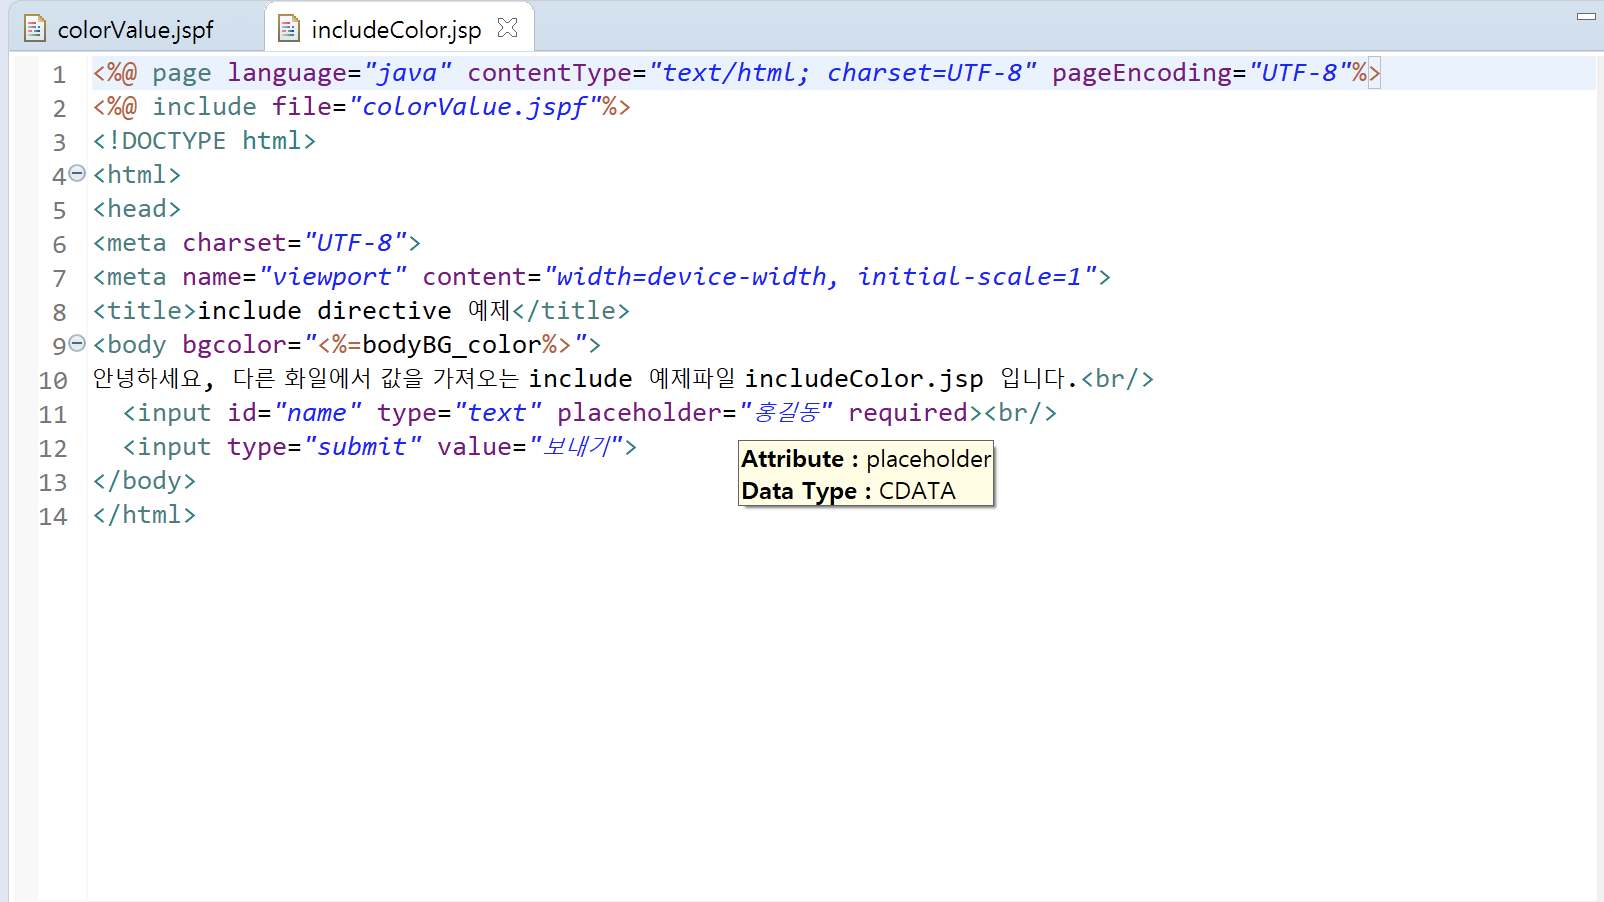 colorValue.jspf
includeColor.jsp
1 <%@ page language="java" contentType="text/html; charset=UTF-8" pageEncoding="UTF-8"%>
2 <%@ include file="colorValue.jspf"%>
3 <!DOCTYPE html>
4 <html>
5 <head>
6 <meta charset="UTF-8">
7 <meta name="viewport" content="width=device-width, initial-scale=1">
8 <title>include directive 예제</title>
9 <body bgcolor="<%=bodyBG_color%>">
10 안녕하세요, 다른 화일에서 값을 가져오는 include 예제파일 includeColor.jsp 입니다.<br/>
11   <input id="name" type="text" placeholder="홍길동" required><br/>
12   <input type="submit" value="보내기">
Attribute : placeholder
Data Type : CDATA
13 </body>
14 </html>